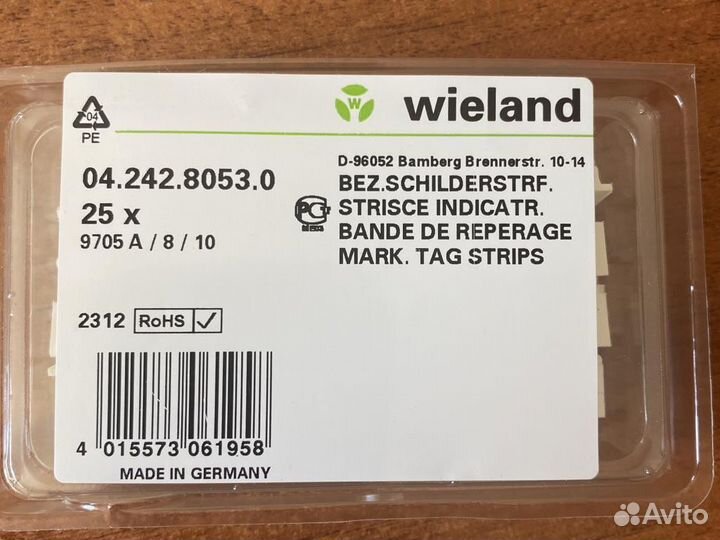 04
PE
wieland
D-96052 Bamberg Brennerstr. 10-14
04.242.8053.0
25 x
9705 A / 8 / 10
BEZ.SCHILDERSTRF.
STRISCE INDICATR.
BANDE DE REPERAGE
MARK. TAG STRIPS
2312 RoHS
4 015573 061958
MADE IN GERMANY
Avito